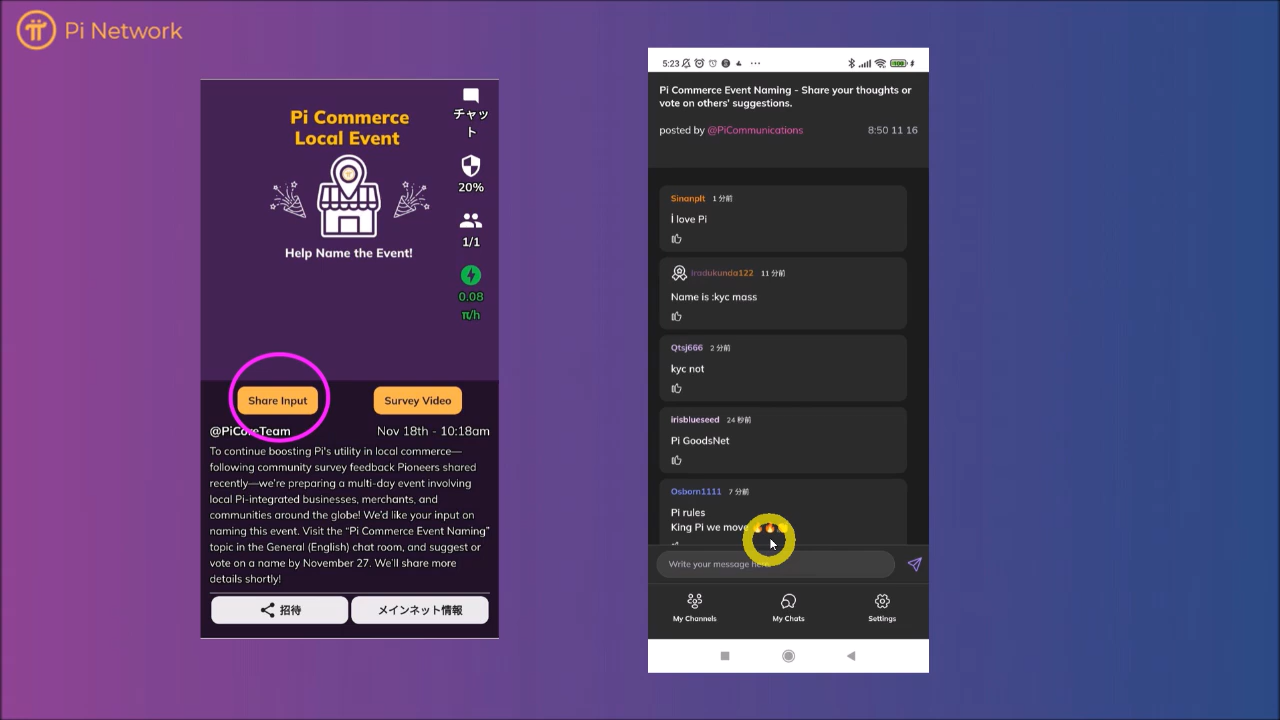 Pi Network
Pi Commerce
Local Event
Help Name the Event!
チャッ
ト
20%
1/1
0.08
π/h
Share Input
Survey Video
@PiCoreTeam
Nov 18th - 10:18am
To continue boosting Pi's utility in local commerce—
following community survey feedback Pioneers shared
recently—we're preparing a multi-day event involving
local Pi-integrated businesses, merchants, and
communities around the globe! We'd like your input on
naming this event. Visit the “Pi Commerce Event Naming”
topic in the General (English) chat room, and suggest or
vote on a name by November 27. We'll share more
details shortly!
招待
メインネット情報
5:23
100
Pi Commerce Event Naming - Share your thoughts or
vote on others' suggestions.
posted by @PiCommunications
8:50 11 16
Sinanplt 1 分前
İ love Pi
iradukunda122 11 分前
Name is :kyc mass
Qtsj666 2 分前
kyc not
irisblueseed 24 秒前
Pi GoodsNet
Osborn1111 7 分前
Pi rules
King Pi we move
Write your message here
My Channels
My Chats
Settings